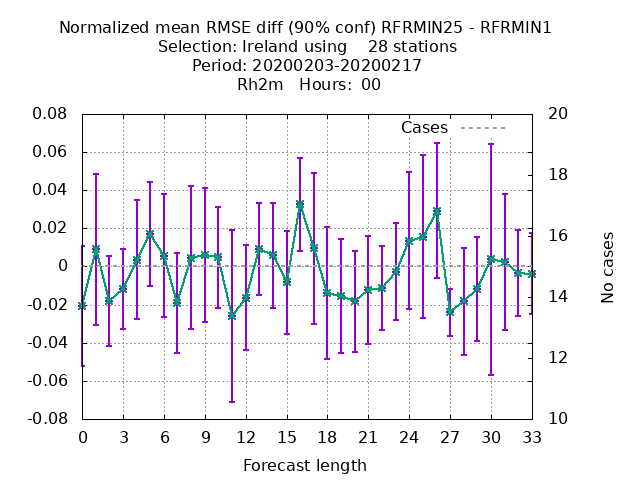 Normalized mean RMSE diff (90% conf) RFRMIN25 - RFRMIN1
Selection: Ireland using    28 stations
Period: 20200203-20200217
Rh2m   Hours:  00
Cases
0.08
0.06
0.04
0.02
0
-0.02
-0.04
-0.06
-0.08
20
18
16
14
12
10
No cases
0 3 6 9 12 15 18 21 24 27 30 33
Forecast length